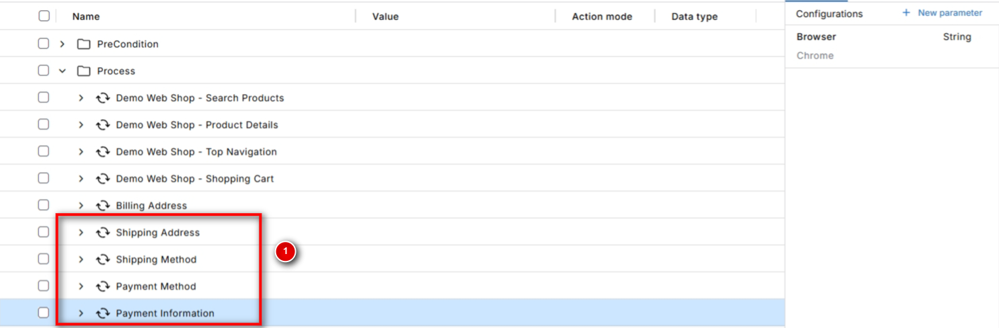 Name Value Action mode Data type
Configurations + New parameter
PreCondition
Browser String
Chrome
Process
Demo Web Shop - Search Products
Demo Web Shop - Product Details
Demo Web Shop - Top Navigation
Demo Web Shop - Shopping Cart
Billing Address
Shipping Address
1
Shipping Method
Payment Method
Payment Information